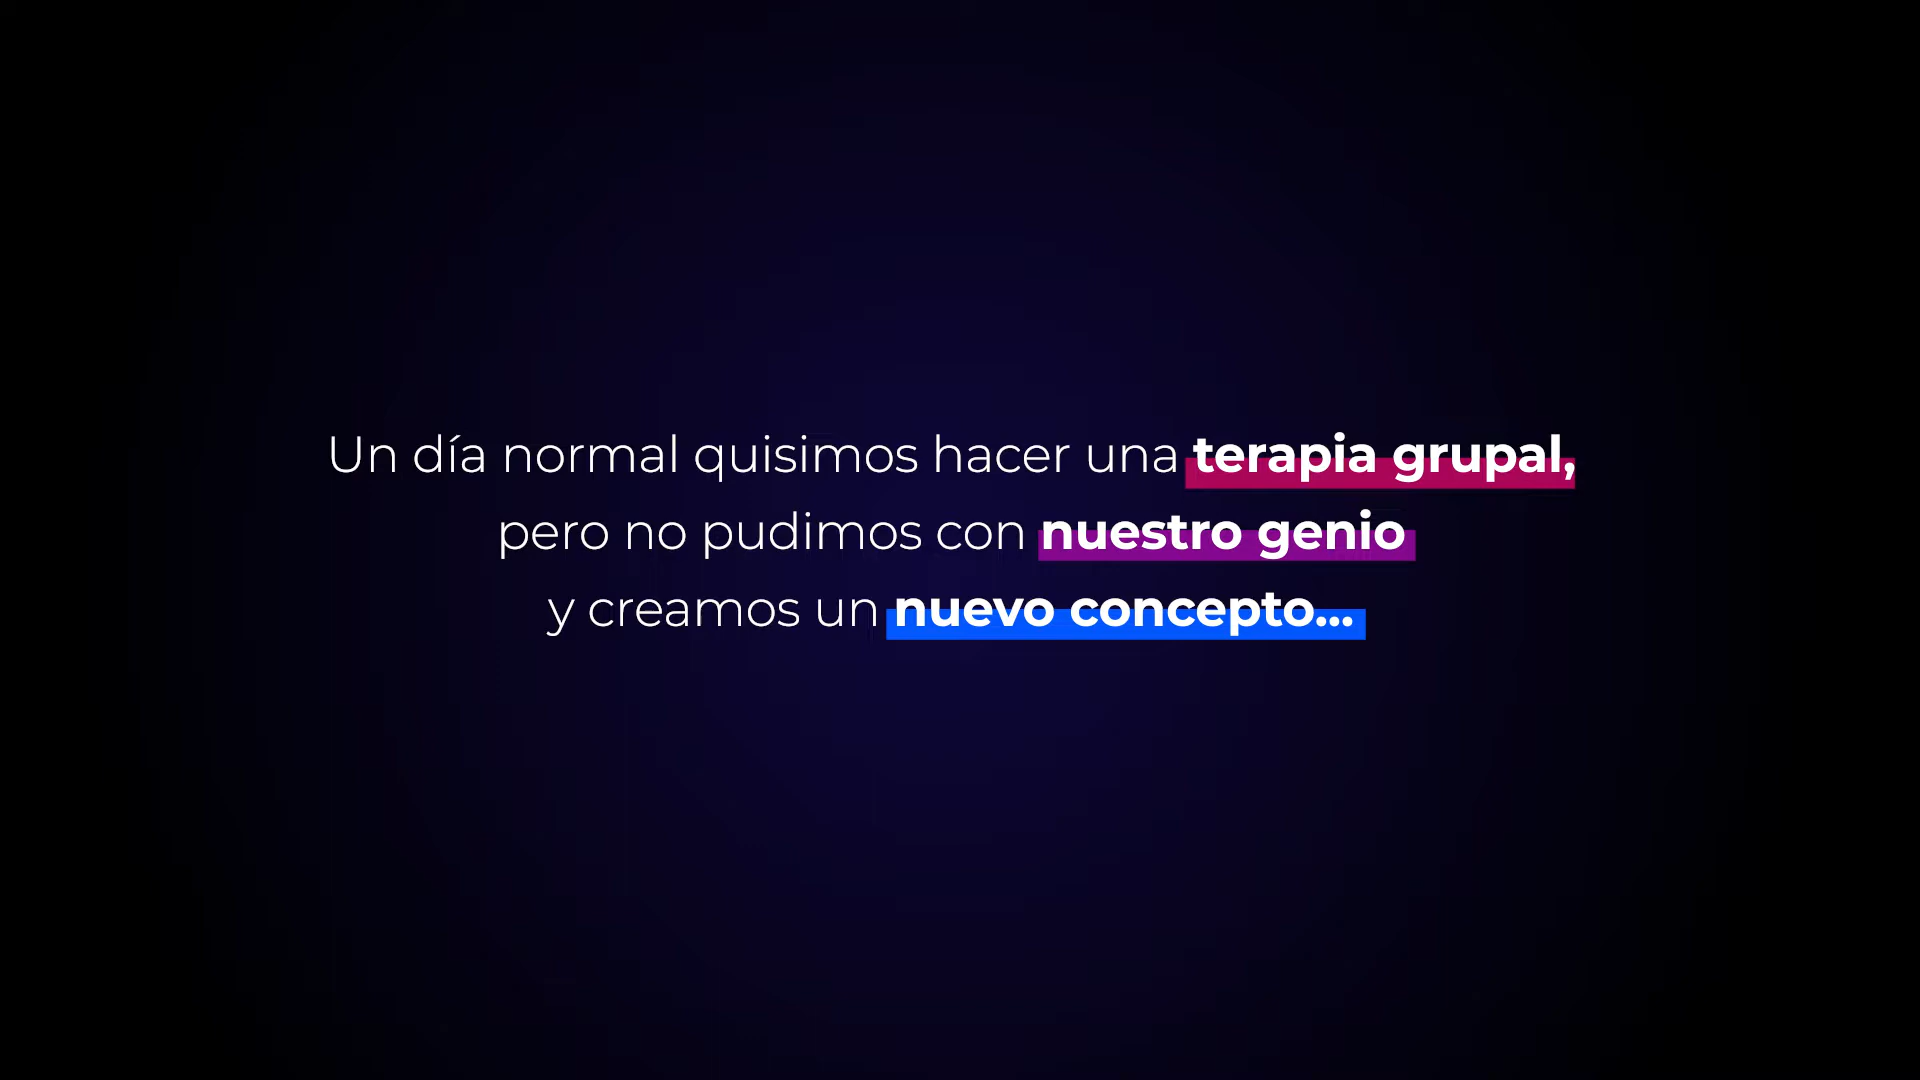 Un día normal quisimos hacer una terapia grupal,
pero no pudimos con nuestro genio
y creamos un nuevo concepto...